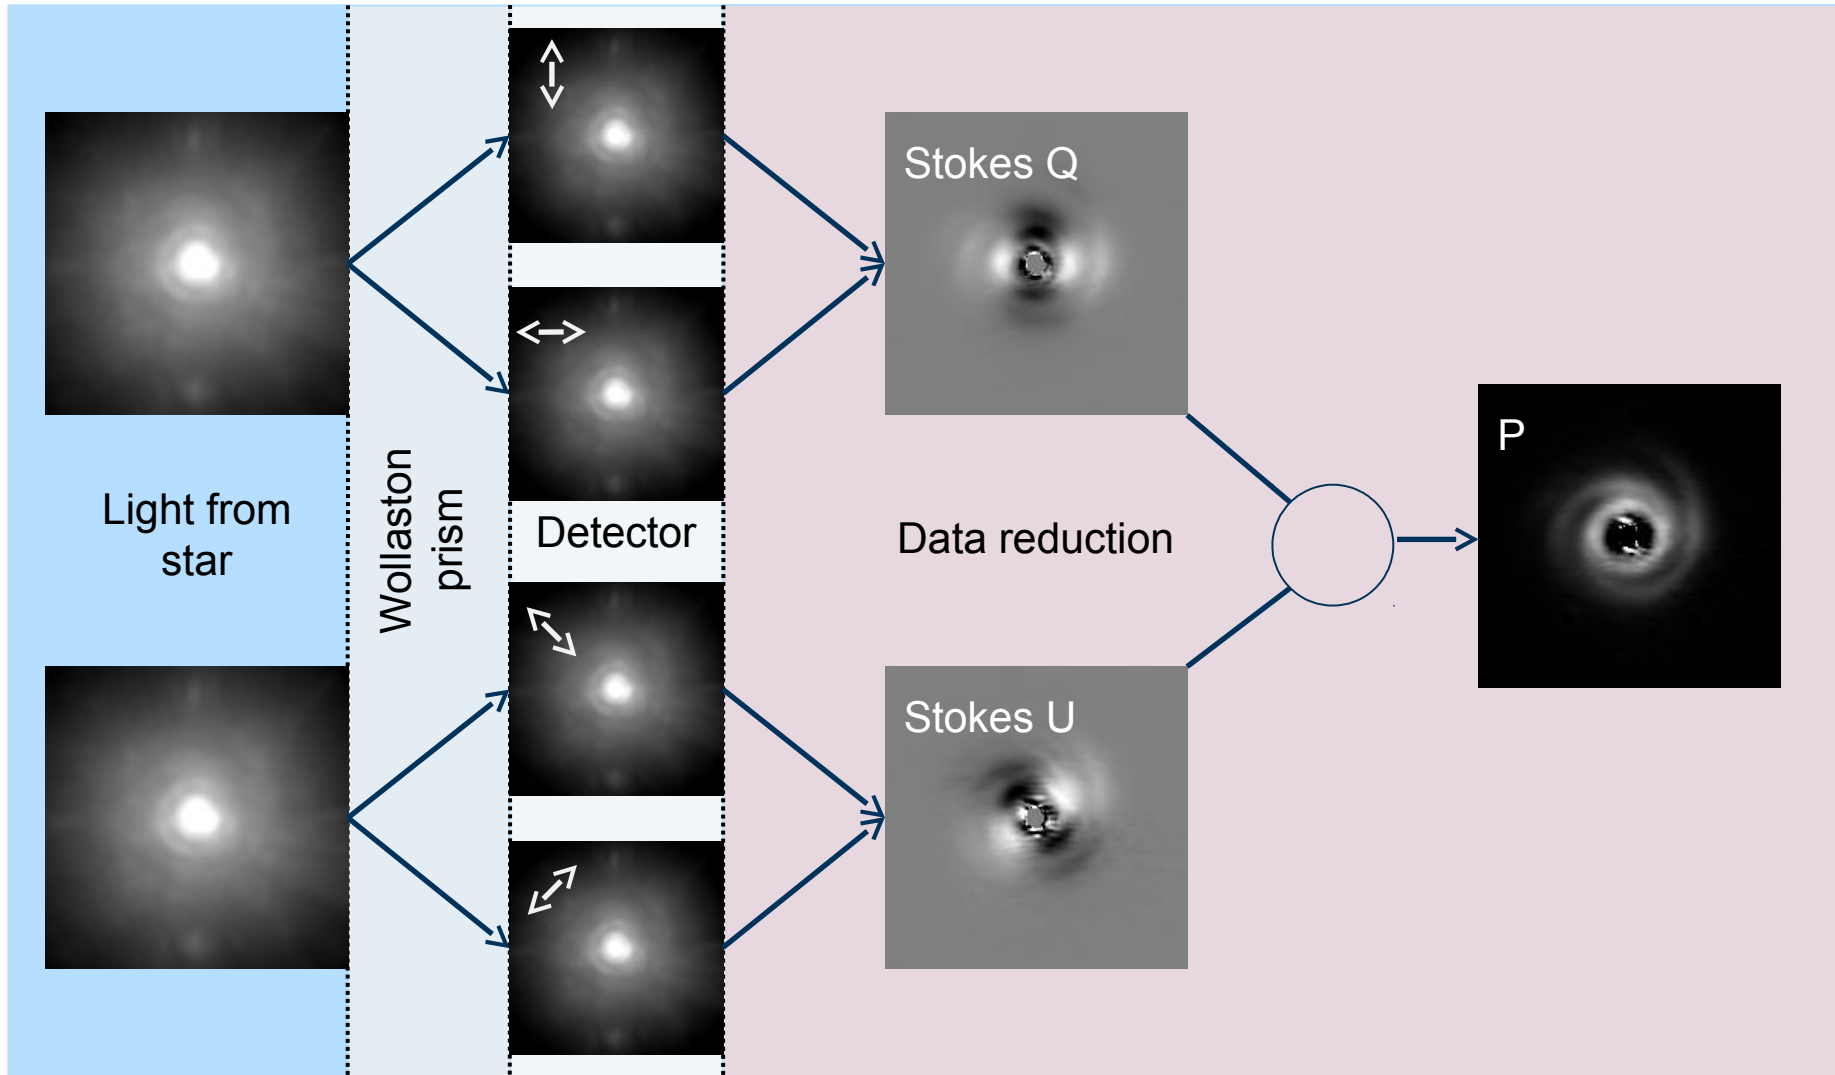 Light from
star
Wollaston
prism
Detector
Data reduction
Stokes Q
Stokes U
P